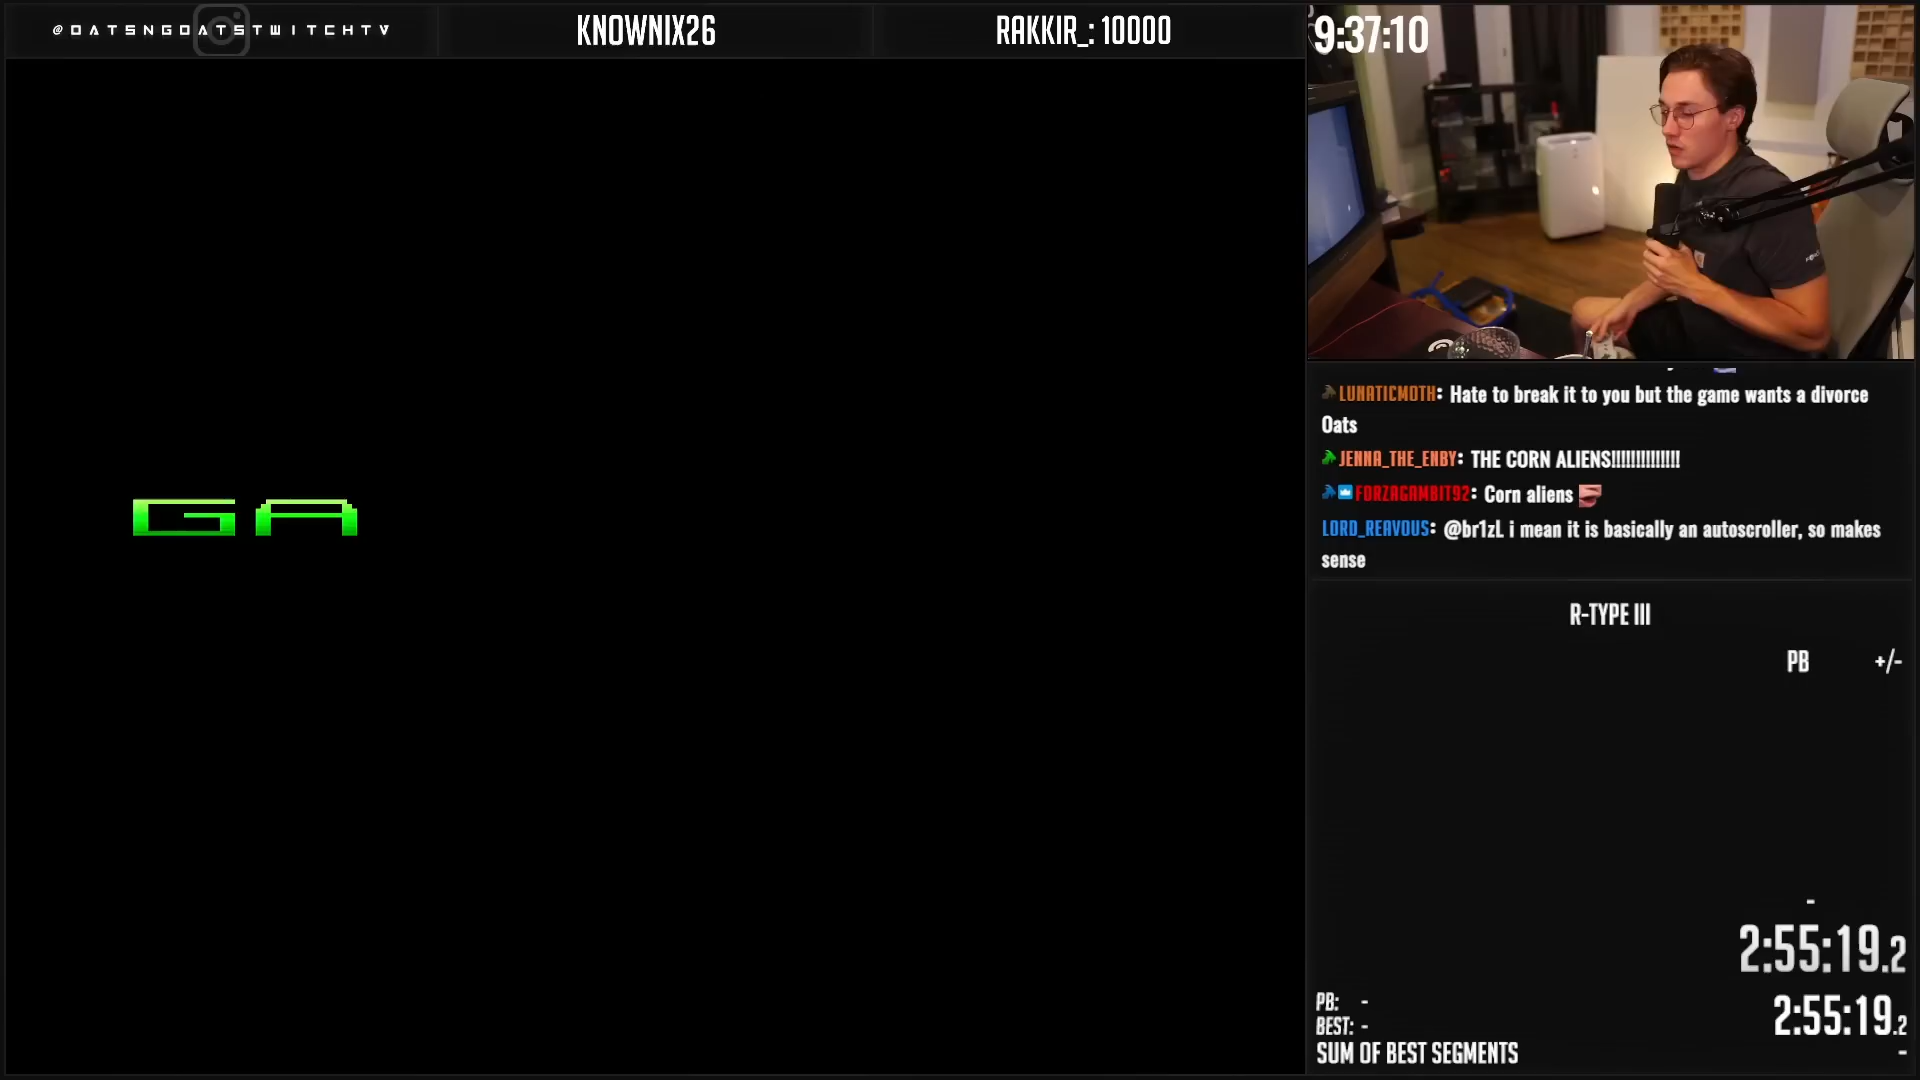 @OATSNGOATSTWITCHTV
KNOWNIX26
RAKKIR_: 10000
9:37:10
GA
LUNATICMOTH: Hate to break it to you but the game wants a divorce
Oats
JENNA_THE_ENBY: THE CORN ALIENS!!!!!!!!!!!!!!
FORZAGAMBIT92: Corn aliens
LORD_REAVOUS: @br1zL i mean it is basically an autoscroller, so makes
sense
R-TYPE III
PB +/-
-
2:55:19.2
PB: -
2:55:19.2
BEST: -
SUM OF BEST SEGMENTS -